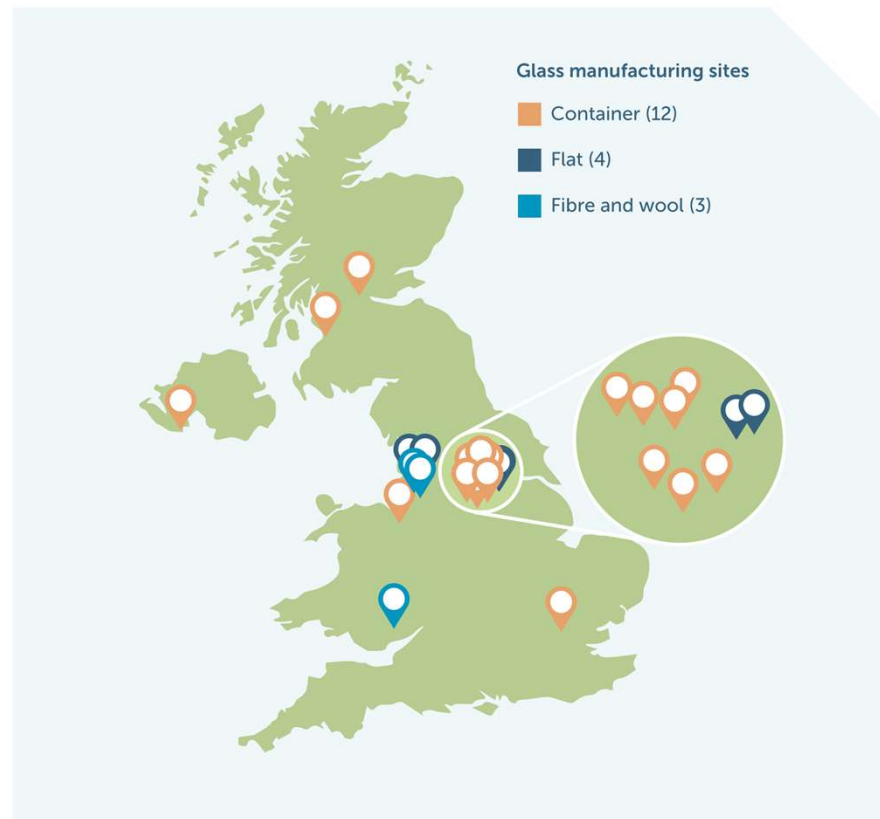 Glass manufacturing sites
Container (12)
Flat (4)
Fibre and wool (3)